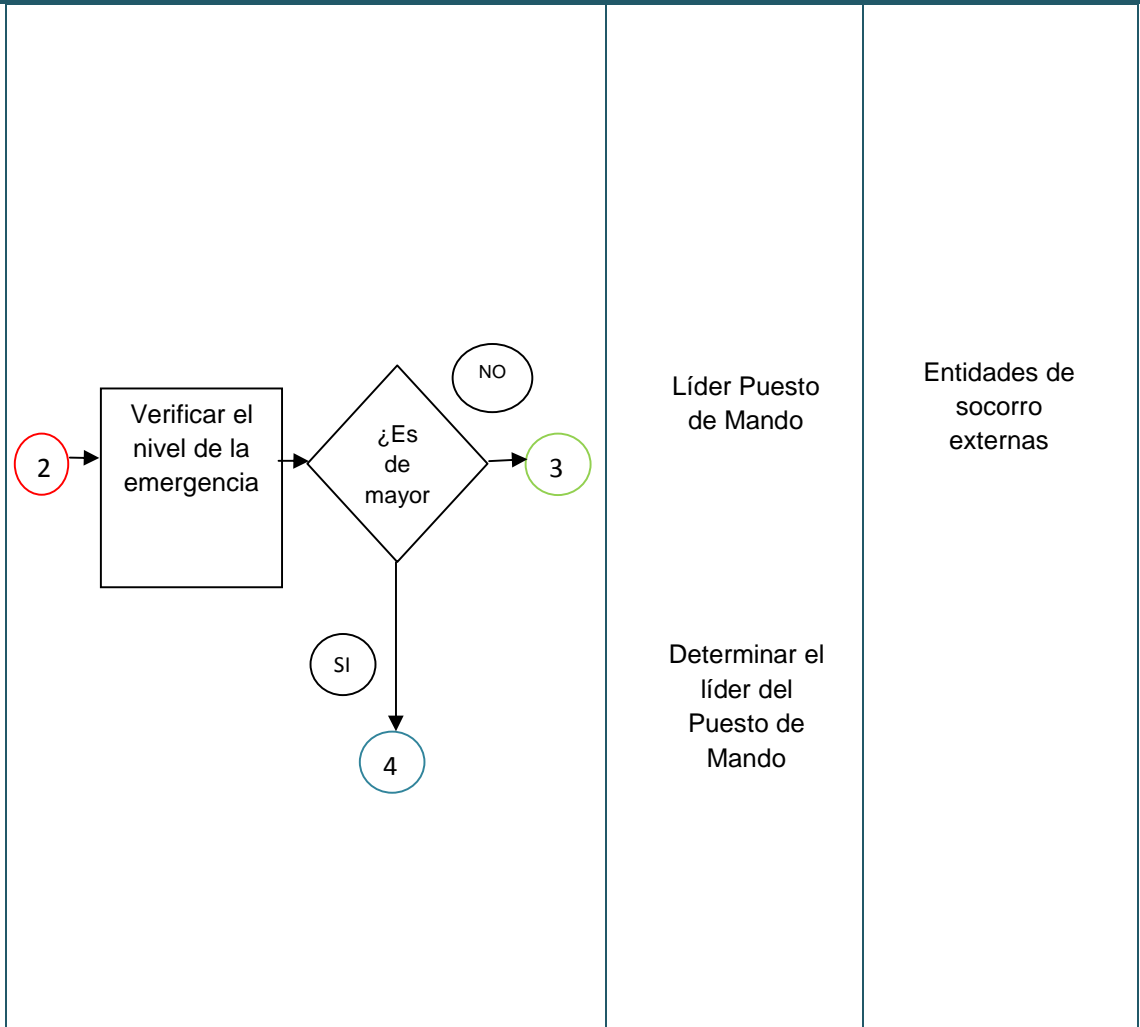 2
Verificar el
nivel de la
emergencia
¿Es
de
mayor
NO
3
SI
4
Líder Puesto
de Mando
Determinar el
líder del
Puesto de
Mando
Entidades de
socorro
externas